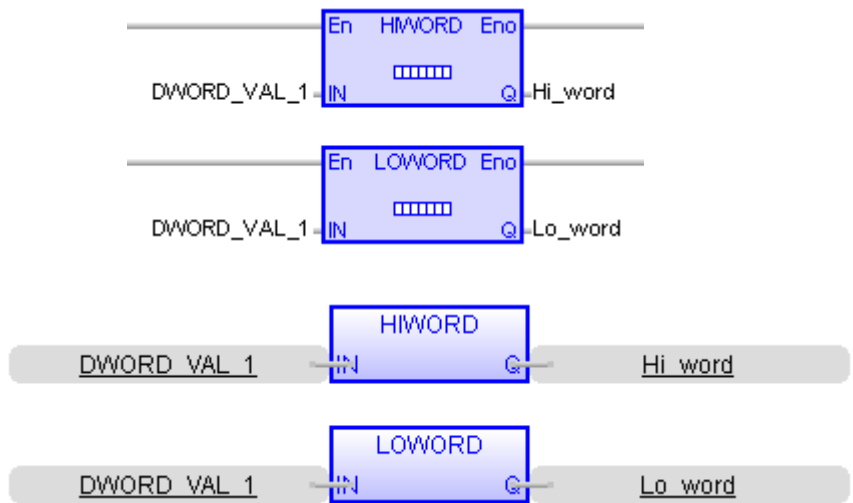 En HIWORD Eno
DWORD_VAL_1 IN Q Hi_word
En LOWORD Eno
DWORD_VAL_1 IN Q Lo_word
HIWORD
DWORD_VAL_1 IN Q Hi_word
LOWORD
DWORD_VAL_1 IN Q Lo_word